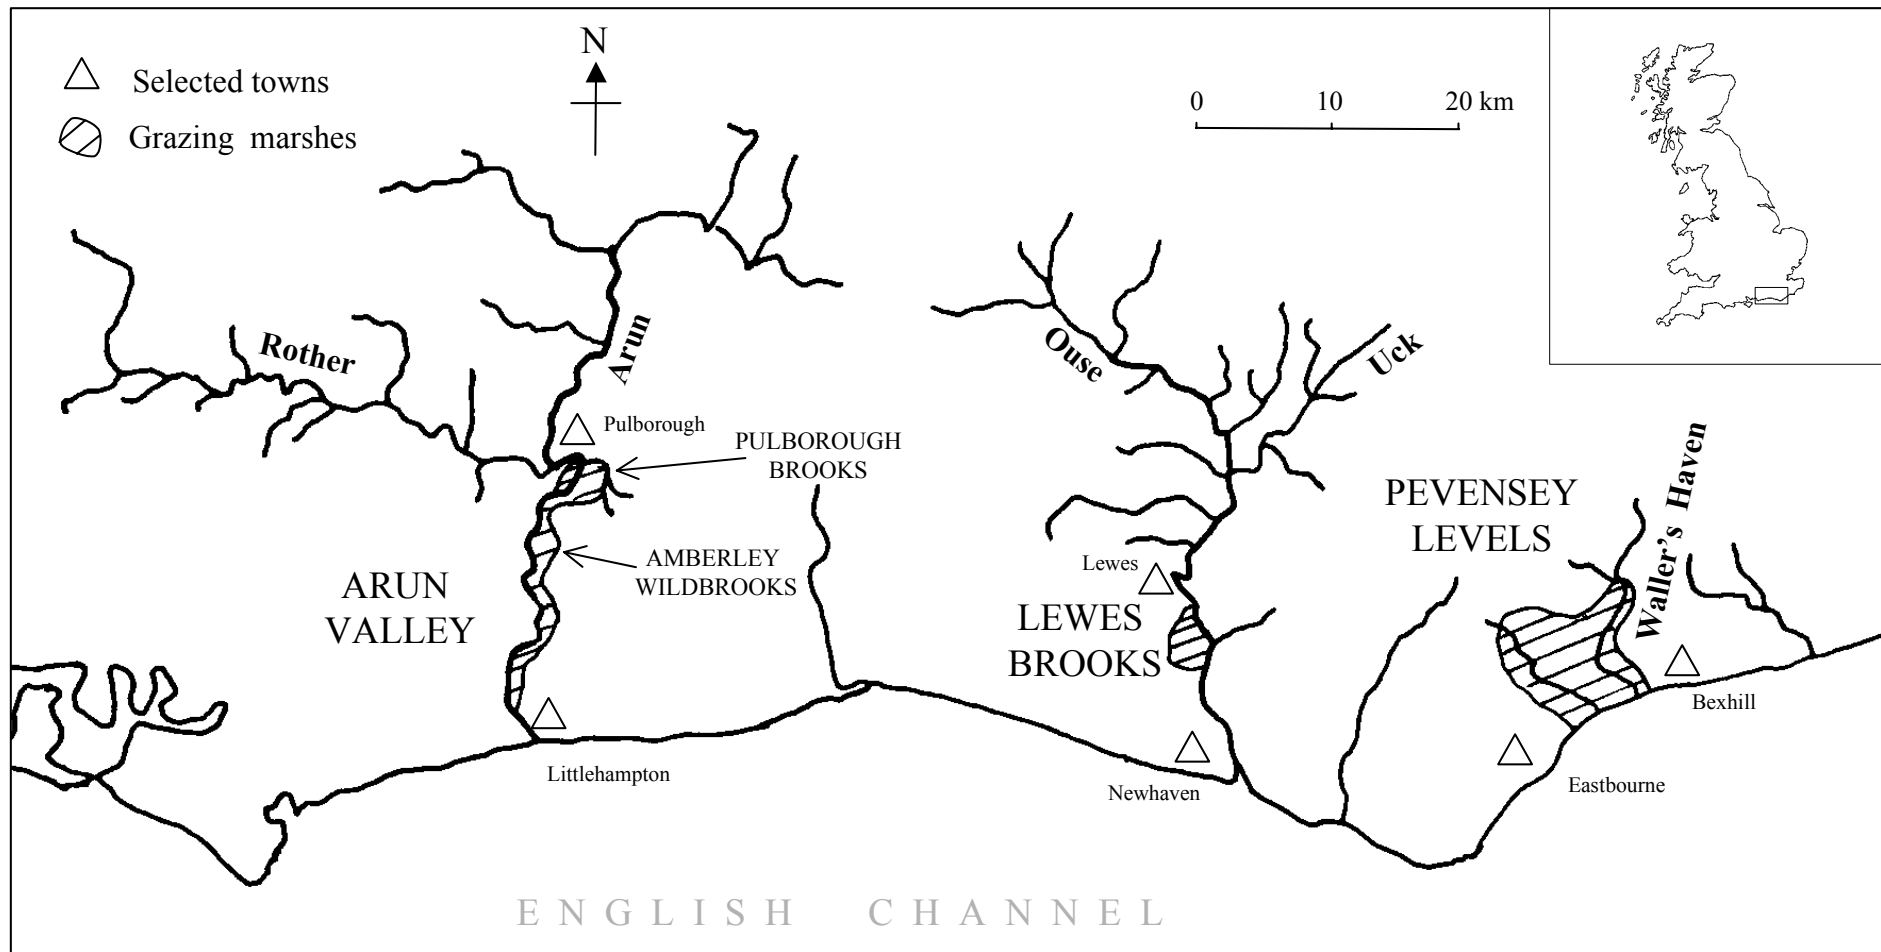 N
Selected towns
Grazing marshes
0 10 20 km
Rother
Arun
Ouse
Uck
Pulborough
PULBOROUGH
BROOKS
Waller's Haven
PEVENSEY
LEVELS
AMBERLEY
WILDBROOKS
Lewes
ARUN
VALLEY
LEWES
BROOKS
Bexhill
Littlehampton
Newhaven
Eastbourne
ENGLISH CHANNEL